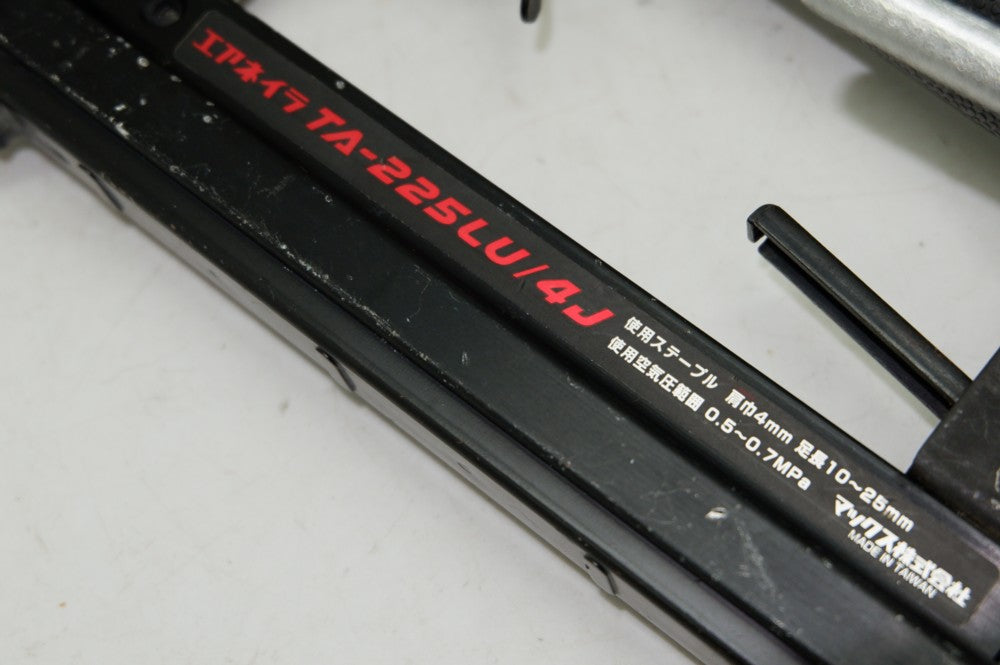 エアネイラ TA-225LU/4J
使用ステープル 肩巾4mm 足長10～25mm
使用空気圧範囲 0.5～0.7MPa
マックス株式会社
MADE IN TAIWAN